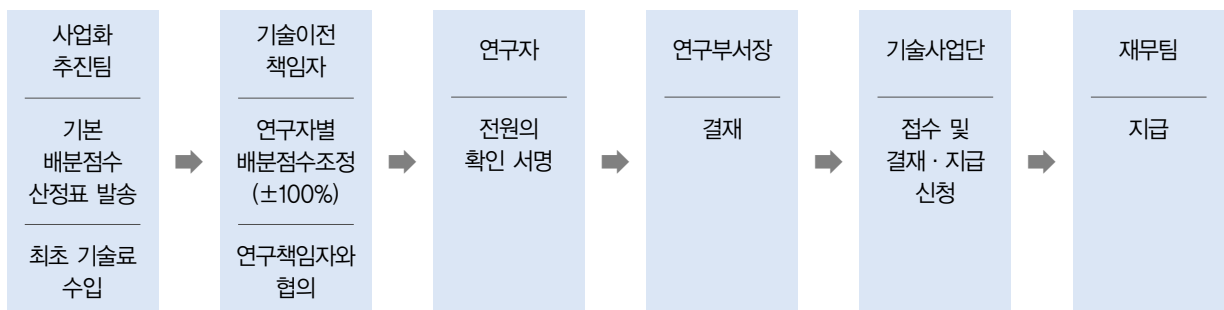 사업화
추진팀
기본
배분점수
산정표 발송
최초 기술료
수입
기술이전
책임자
연구자별
배분점수조정
(±100%)
연구책임자와
협의
연구자
전원의
확인 서명
연구부서장
결재
기술사업단
접수 및
결재 · 지급
신청
재무팀
지급